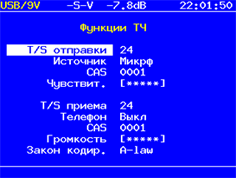 USB/9V -S-V -7.8dB 22:01:50
Функции ТЧ
T/S отправки 24
Источник Микрф
CAS 0001
Чувствит. [*****]
T/S приема 24
Телефон Выкл
CAS 0001
Громкость [*****]
Закон кодир. A-law